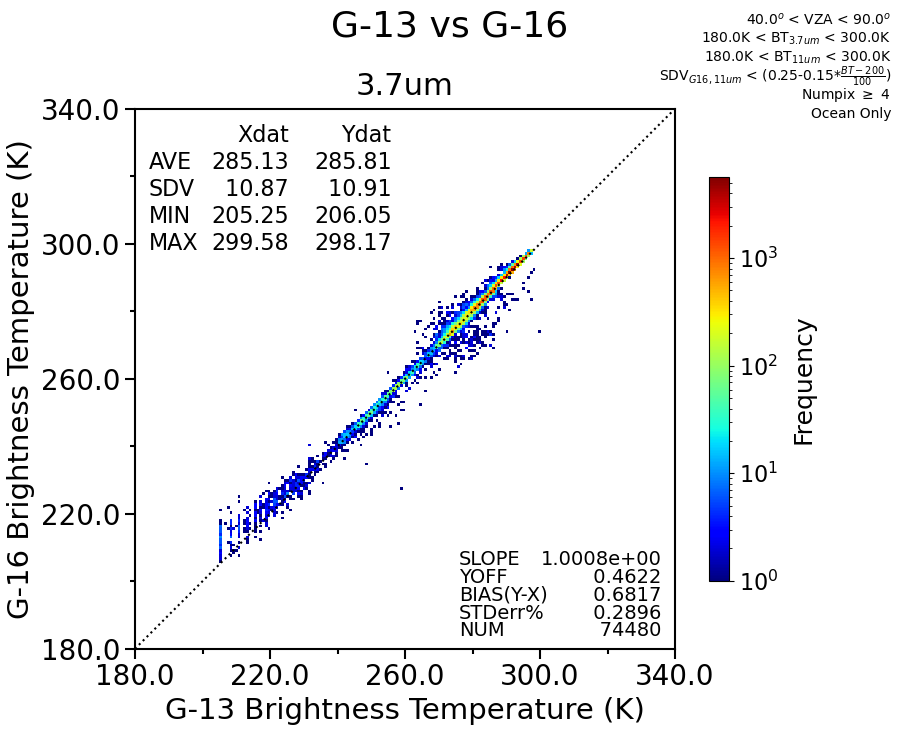 G-13 vs G-16
40.0° < VZA < 90.0°
180.0K < BT3.7um < 300.0K
180.0K < BT11um < 300.0K
SDVG16,11um < (0.25-0.15*BT−200/100)
Numpix ≥ 4
Ocean Only
3.7um
Xdat Ydat
AVE 285.13 285.81
SDV 10.87 10.91
MIN 205.25 206.05
MAX 299.58 298.17
340.0
300.0
260.0
220.0
180.0
G-16 Brightness Temperature (K)
SLOPE 1.0008e+00
YOFF 0.4622
BIAS(Y-X) 0.6817
STDerr% 0.2896
NUM 74480
180.0 220.0 260.0 300.0 340.0
G-13 Brightness Temperature (K)
10³
10²
10¹
10⁰
Frequency